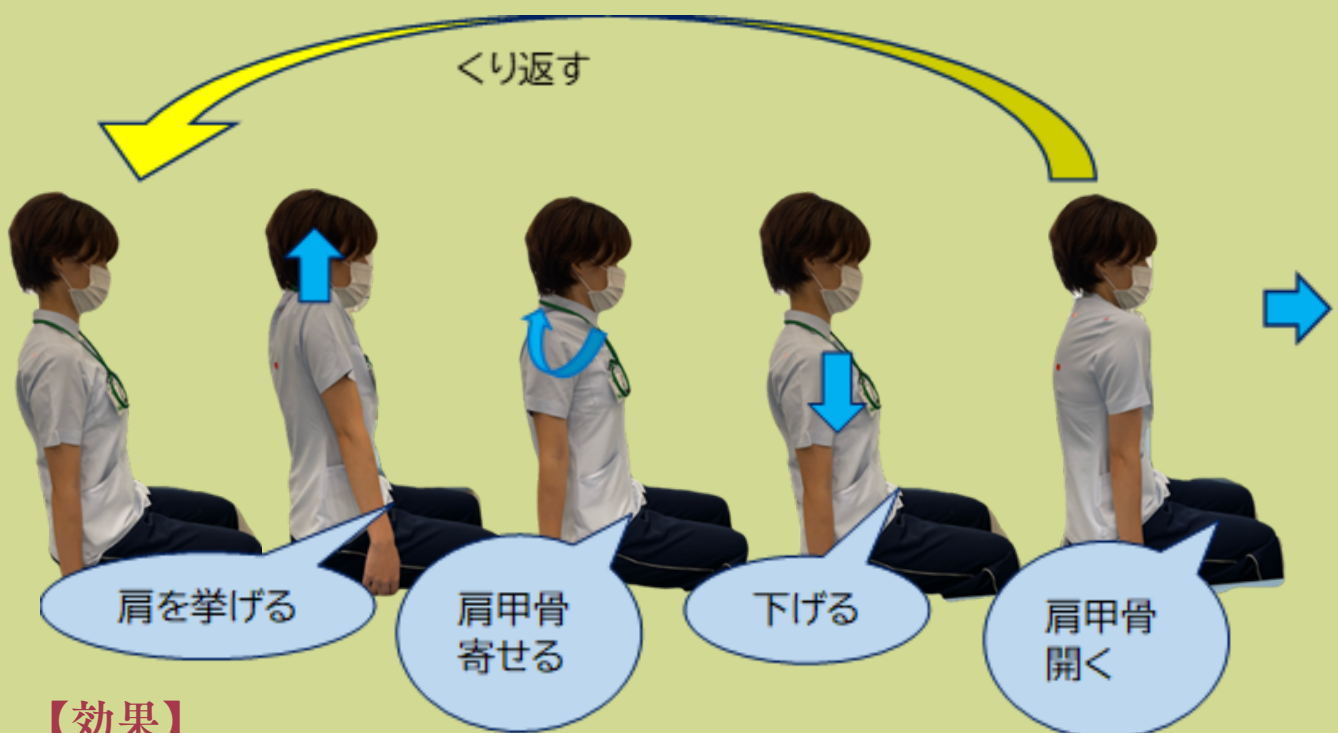 くり返す
肩を挙げる
肩甲骨
寄せる
下げる
肩甲骨
開く
【効果】